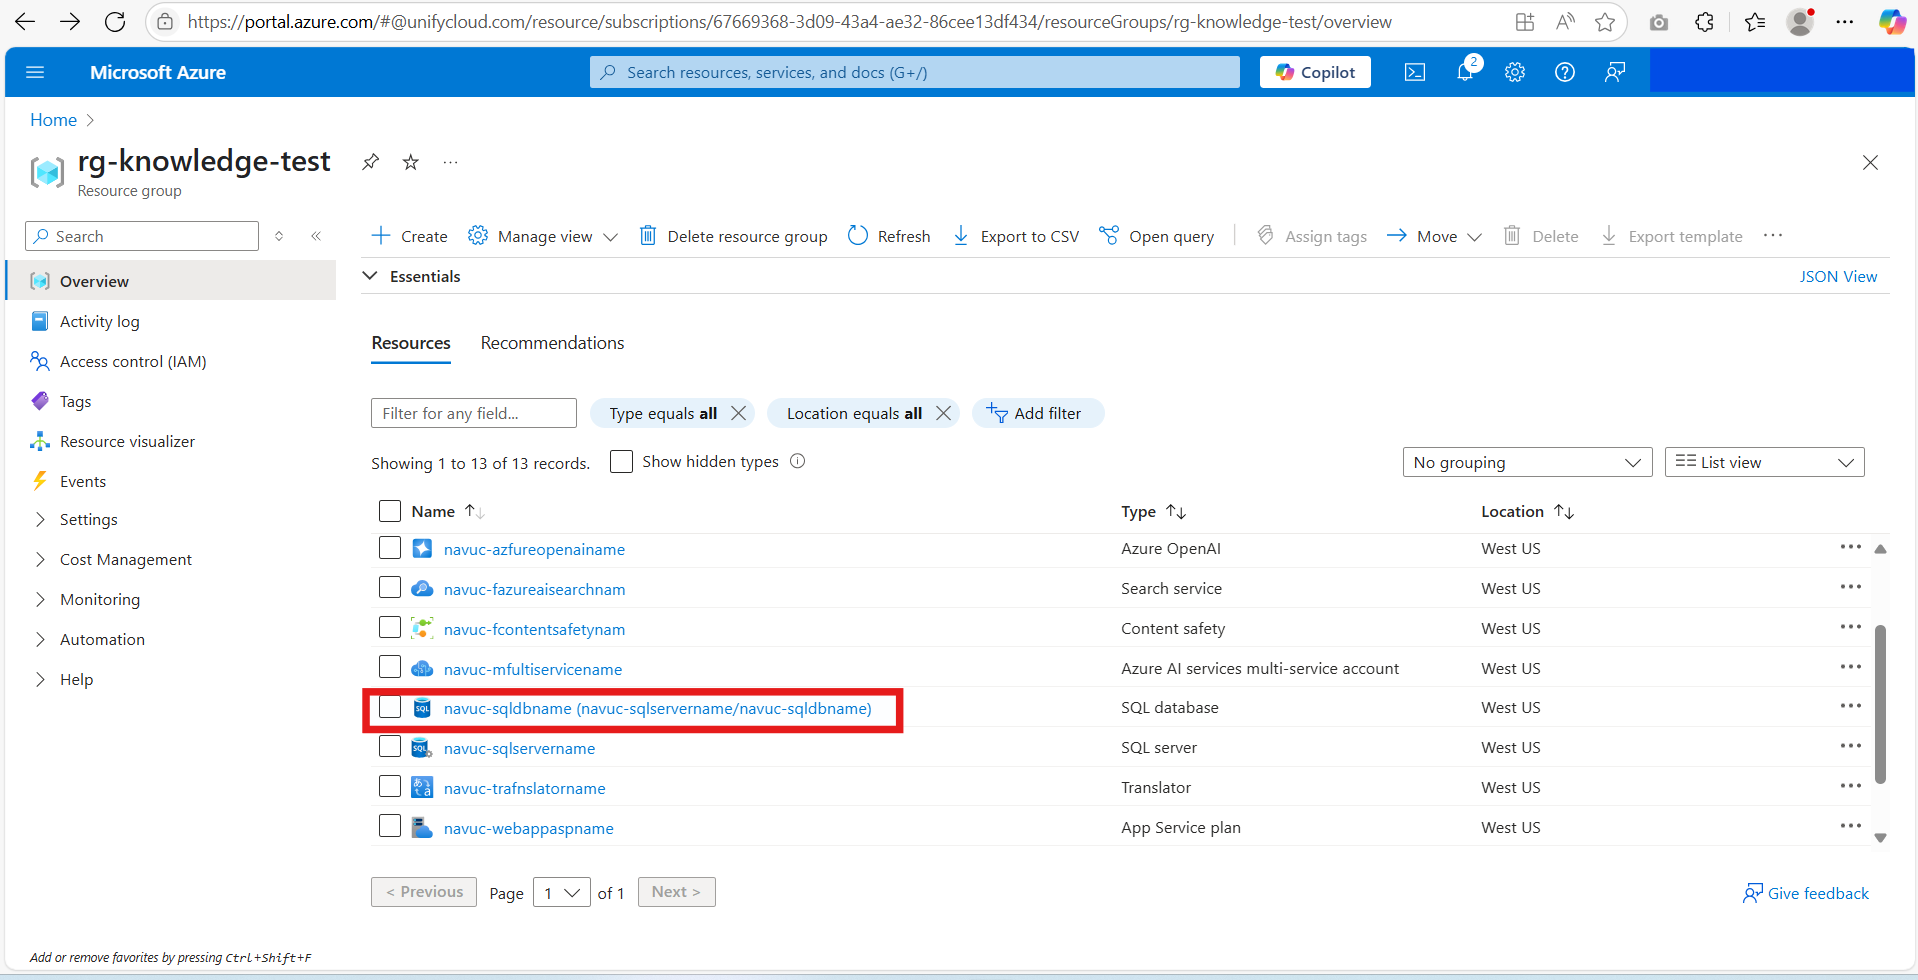 https://portal.azure.com/#@unifycloud.com/resource/subscriptions/67669368-3d09-43a4-ae32-86cee13df434/resourceGroups/rg-knowledge-test/overview
Microsoft Azure
Search resources, services, and docs (G+/)
Copilot
2
Home
rg-knowledge-test
Resource group
Search
Create Manage view Delete resource group Refresh Export to CSV Open query Assign tags Move Delete Export template
Overview
Activity log
Access control (IAM)
Tags
Resource visualizer
Events
Settings
Cost Management
Monitoring
Automation
Help
Essentials
JSON View
Resources Recommendations
Filter for any field... Type equals all Location equals all Add filter
Showing 1 to 13 of 13 records. Show hidden types
No grouping List view
Name Type Location
navuc-azfureopenainame Azure OpenAI West US
navuc-fazureaisearchnam Search service West US
navuc-fcontentsafetynam Content safety West US
navuc-mfultiservicename Azure AI services multi-service account West US
navuc-sqldbname (navuc-sqlservername/navuc-sqldbname) SQL database West US
navuc-sqlservername SQL server West US
navuc-trafnslatorname Translator West US
navuc-webappaspname App Service plan West US
< Previous Page 1 of 1 Next >
Give feedback
Add or remove favorites by pressing Ctrl+Shift+F